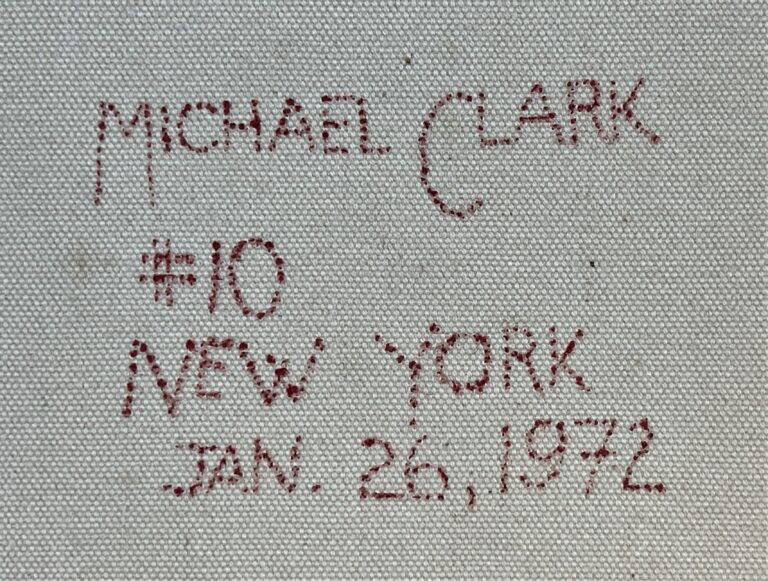 MICHAEL CLARK
#10
NEW YORK
JAN. 26, 1972